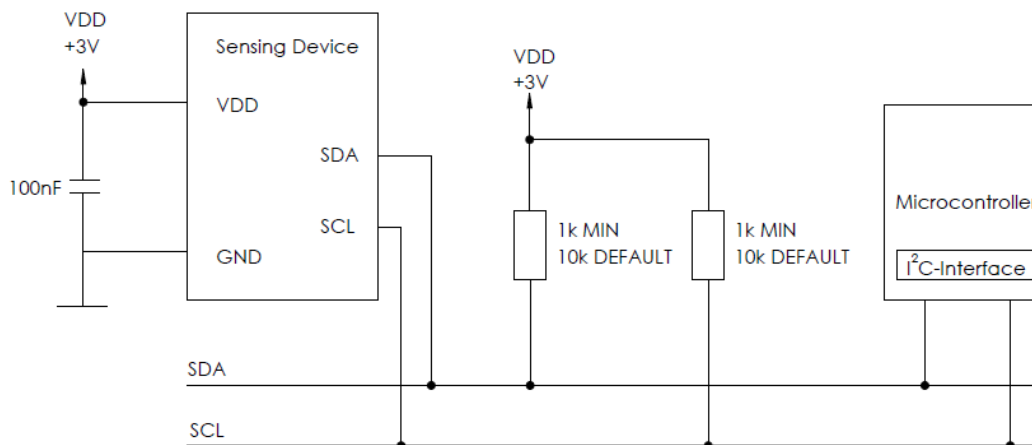 VDD
+3V
Sensing Device
VDD
SDA
100nF
SCL
GND
VDD
+3V
1k MIN
10k DEFAULT
1k MIN
10k DEFAULT
Microcontroller
I²C-Interface
SDA
SCL